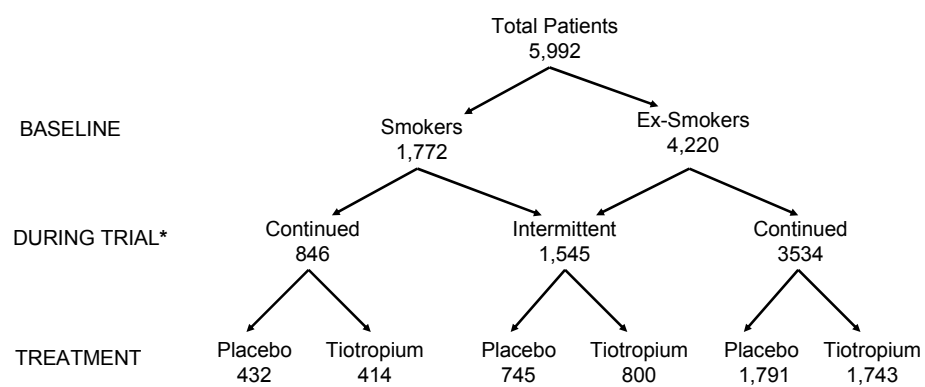 Total Patients
5,992
BASELINE
Smokers
1,772
Ex-Smokers
4,220
DURING TRIAL*
Continued
846
Intermittent
1,545
Continued
3534
TREATMENT
Placebo
432
Tiotropium
414
Placebo
745
Tiotropium
800
Placebo
1,791
Tiotropium
1,743